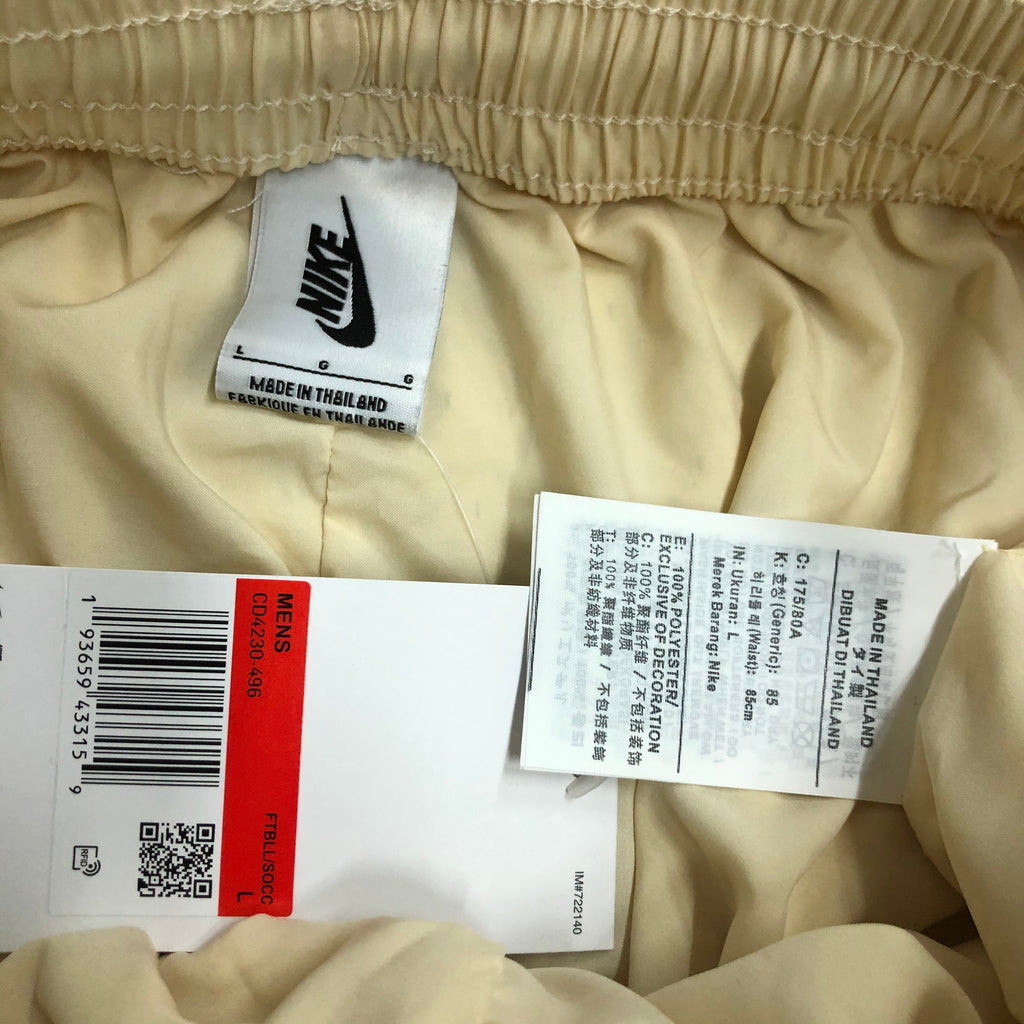 NIKE
L
G
G
MADE IN THAILAND
FABRIQUE EN THAILANDE
MENS
CD4230-496
FTBLL/SOCC
L
1 93659 43315 9
RFID
IM#722140
MADE IN THAILAND
タイ製
DIBUAT DI THAILAND
C: 175/80A
K: 호칭(Generic): 85
허리둘레(Waist): 85cm
IN: Ukuran: L
Merek Barang: Nike
E: 100% POLYESTER/
EXCLUSIVE OF DECORATION
C: 100% 聚酯纤维 / 不包括装饰
部分及非纤维物质
T: 100% 聚酯纖維 / 不包括裝飾
部分及非紡織材料